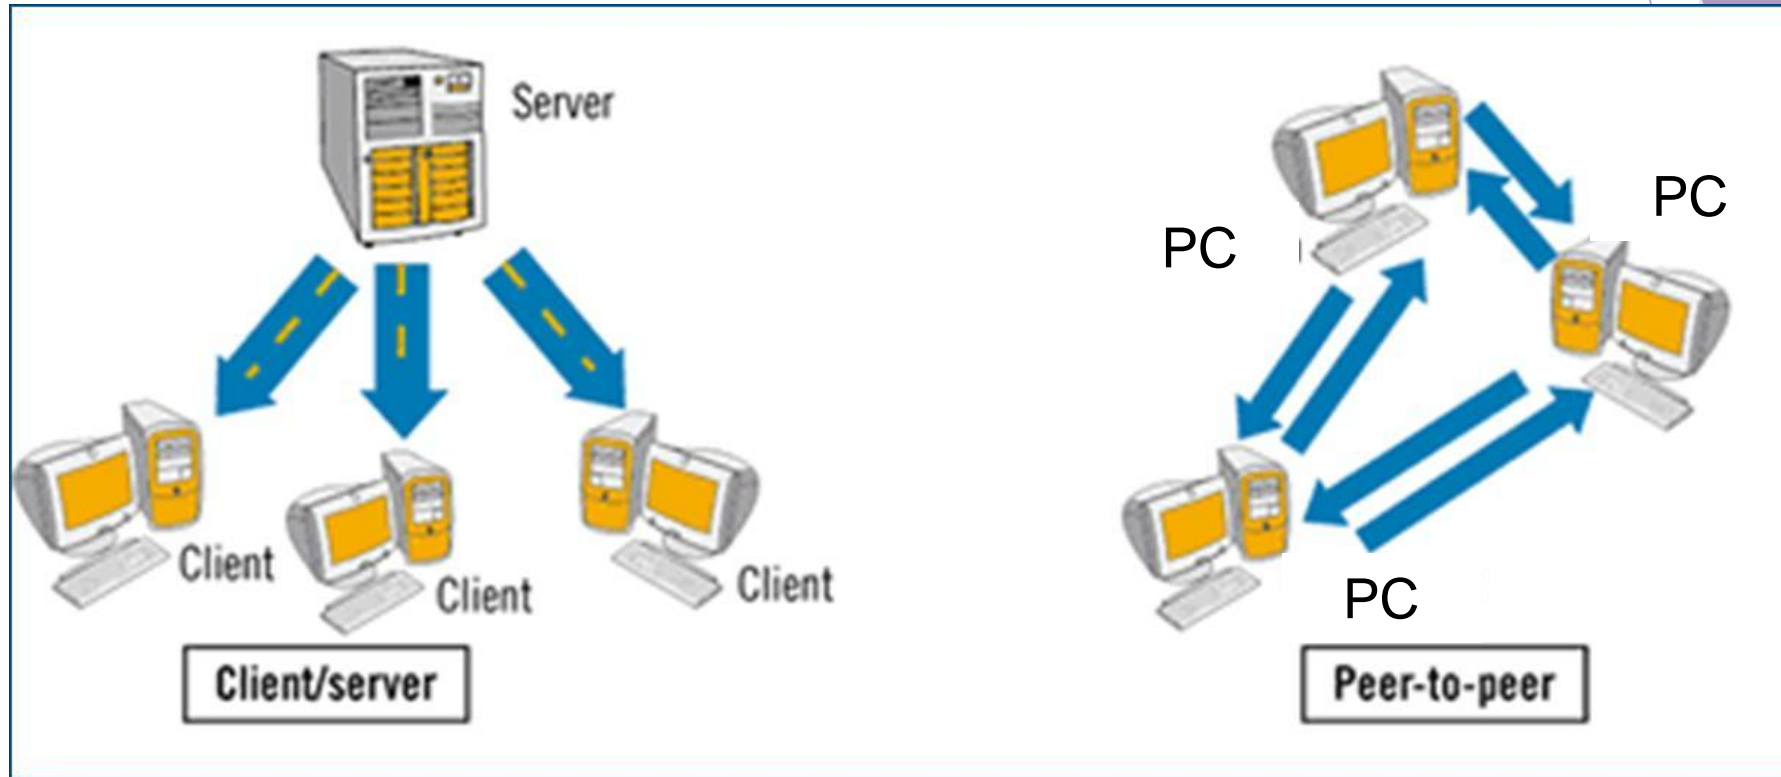 Server
Client
Client
Client
Client/server
PC
PC
PC
Peer-to-peer